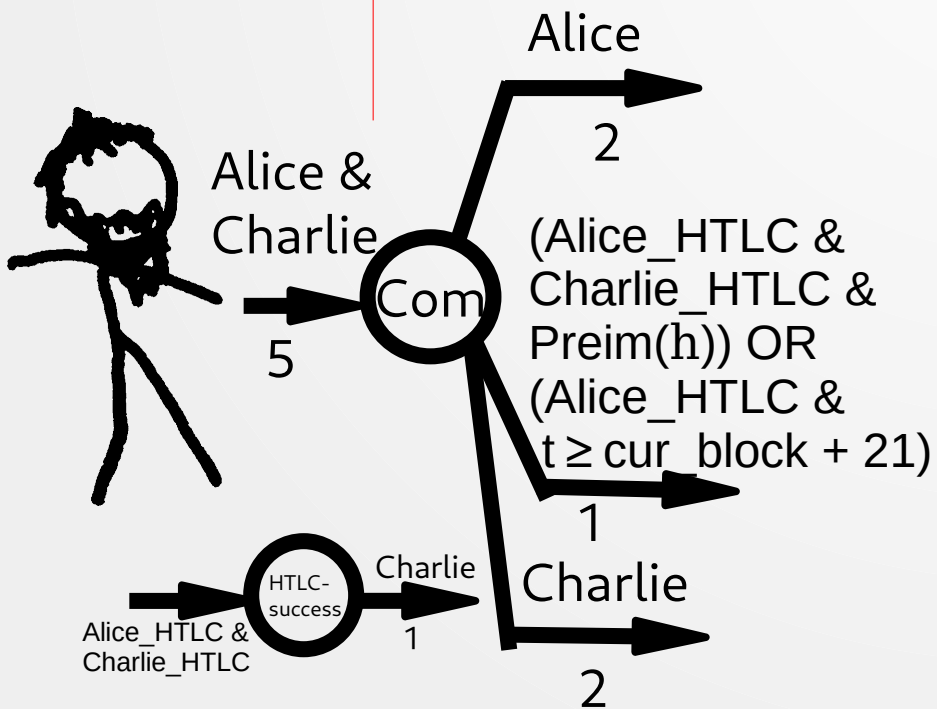 Alice
2
Alice &
Charlie
5
Com
(Alice_HTLC &
Charlie_HTLC &
Preim(h)) OR
(Alice_HTLC &
t ≥ cur_block + 21)
1
Charlie
2
HTLC-
success
Alice_HTLC &
Charlie_HTLC
Charlie
1